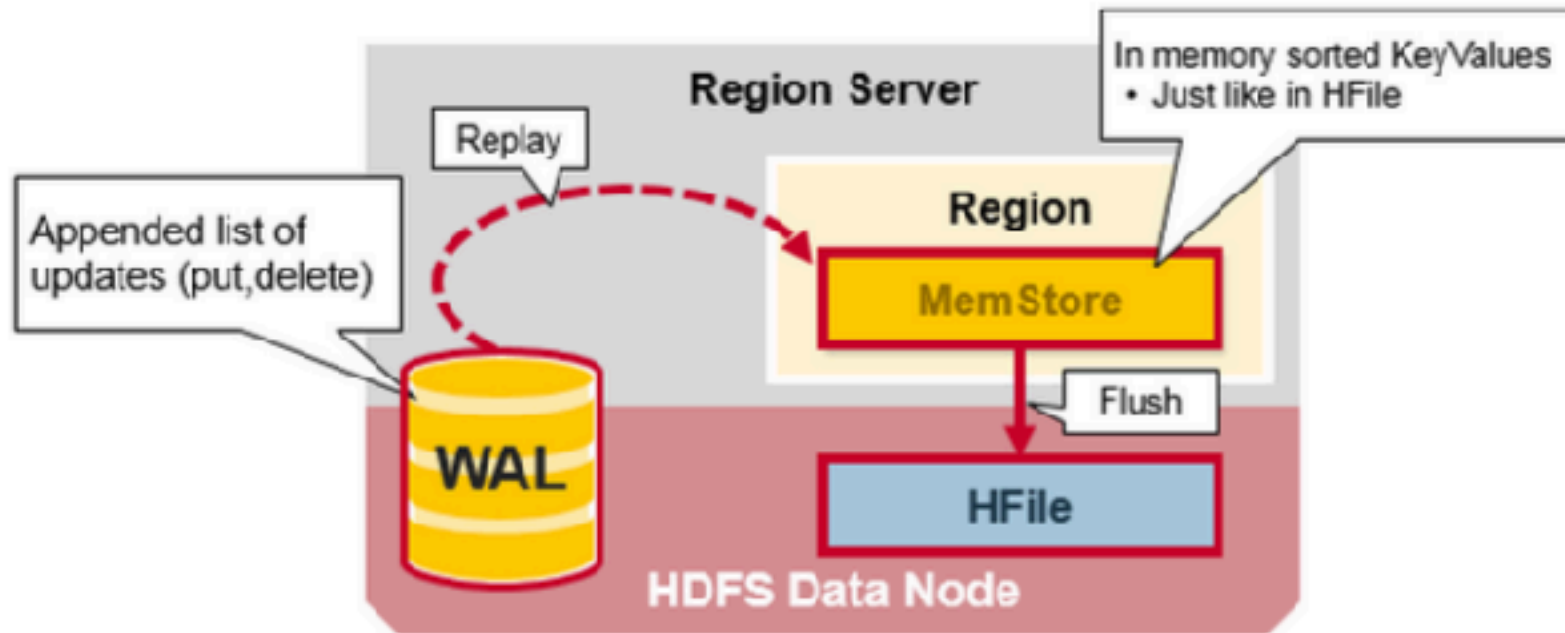 In memory sorted KeyValues
• Just like in HFile
Region Server
Replay
Region
Appended list of
updates (put,delete)
MemStore
Flush
WAL
HFile
HDFS Data Node